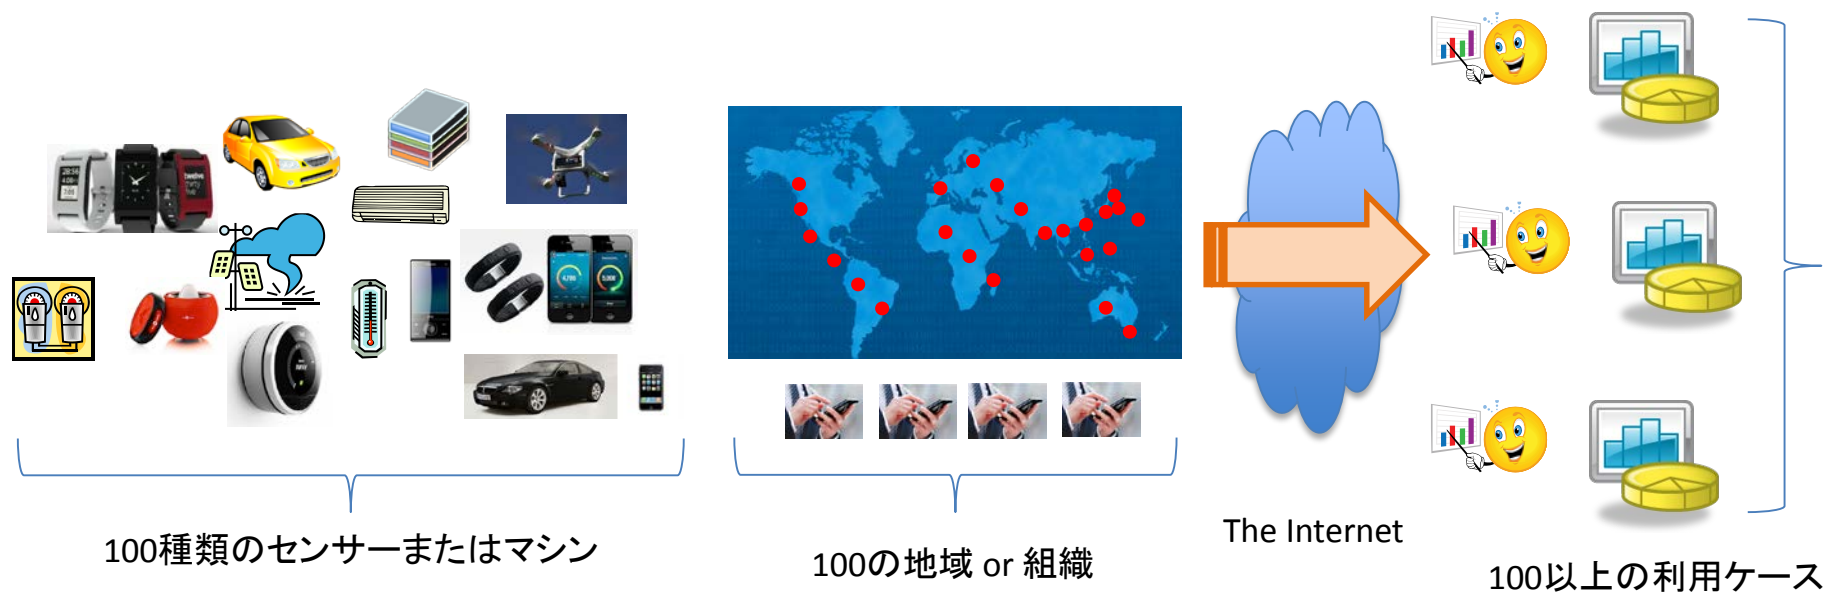 100種類のセンサーまたはマシン
100の地域 or 組織
The Internet
100以上の利用ケース